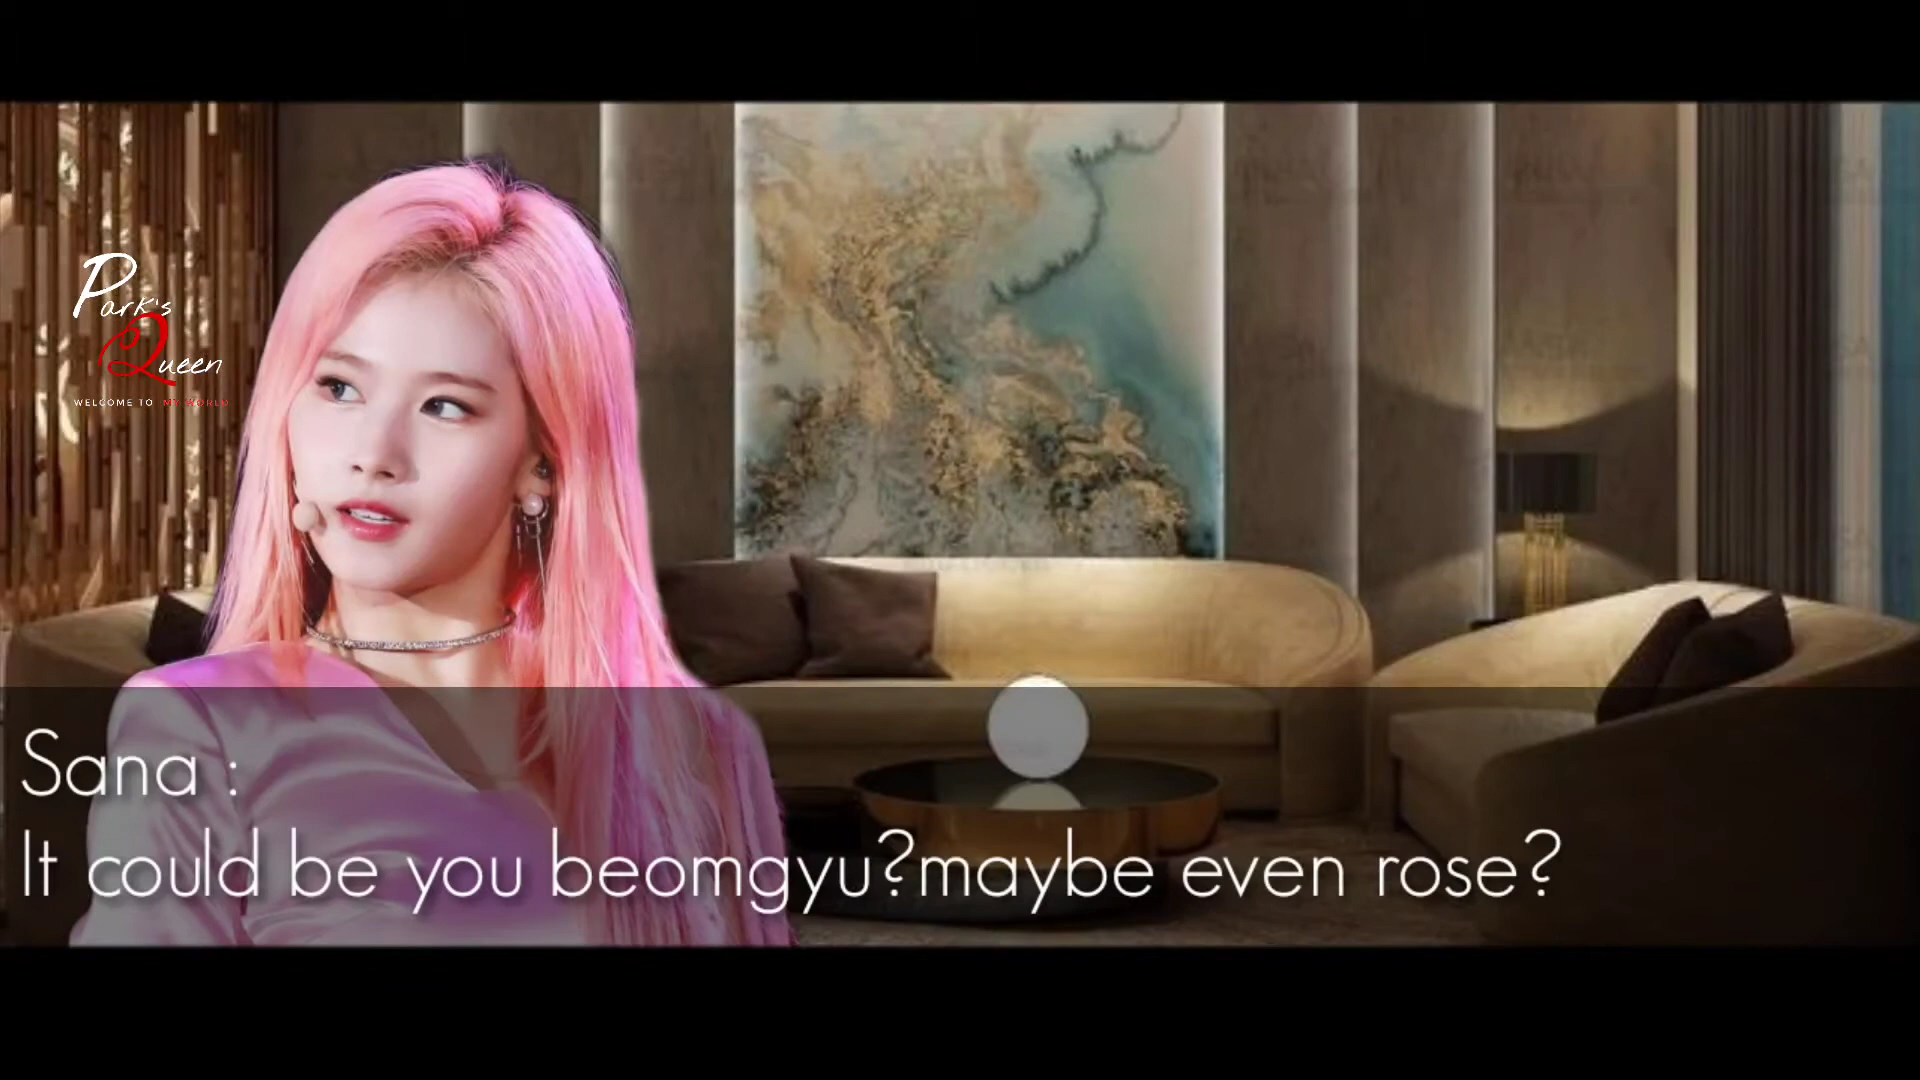 Park's
Queen
WELCOME TO MY WORLD
Sana :
It could be you beomgyu?maybe even rose?